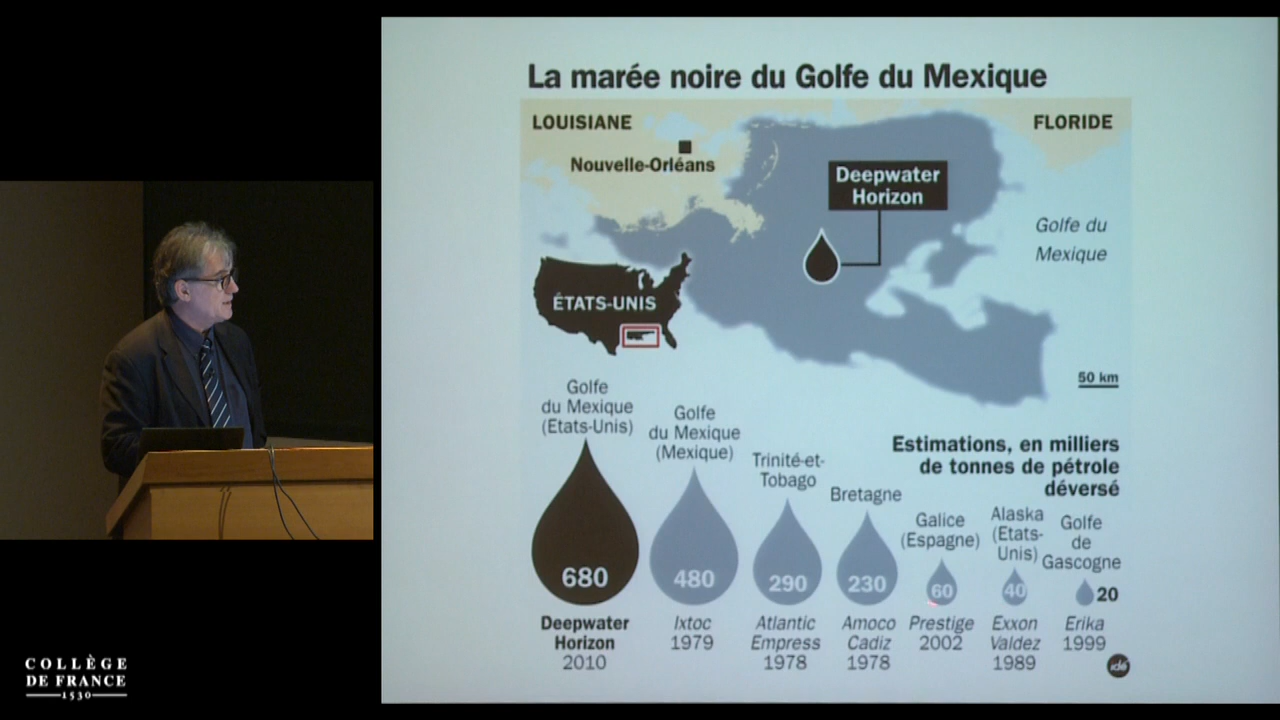 La marée noire du Golfe du Mexique
LOUISIANE
FLORIDE
Nouvelle-Orléans
Deepwater
Horizon
Golfe du
Mexique
ÉTATS-UNIS
50 km
Estimations, en milliers
de tonnes de pétrole
déversé
Golfe
du Mexique
(Etats-Unis)
680
Deepwater
Horizon
2010
Golfe
du Mexique
(Mexique)
480
Ixtoc
1979
Trinité-et-
Tobago
290
Atlantic
Empress
1978
Bretagne
230
Amoco
Cadiz
1978
Galice
(Espagne)
60
Prestige
2002
Alaska
(Etats-
Unis)
40
Exxon
Valdez
1989
Golfe
de
Gascogne
20
Erika
1999
idé
COLLÈGE
DE FRANCE
1530